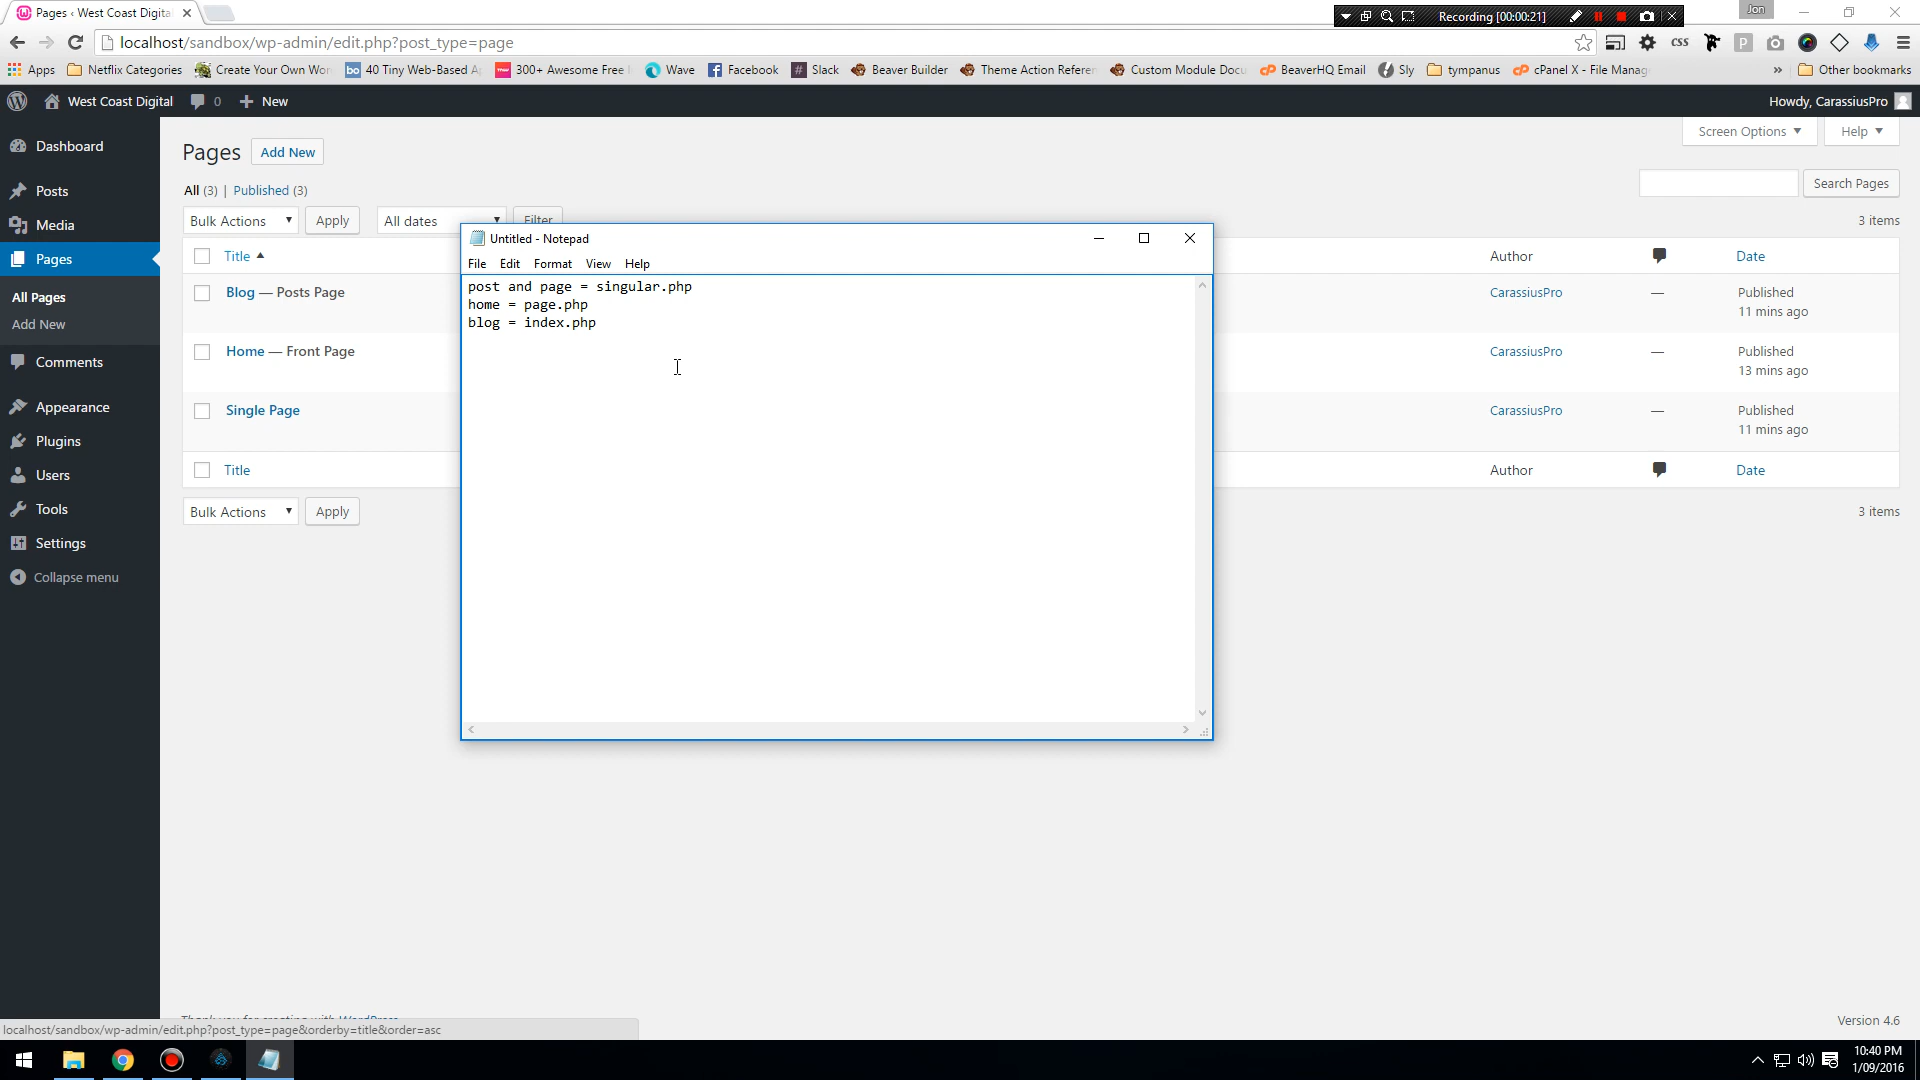 Pages ‹ West Coast Digita
Recording [00:00:21]
Jon
localhost/sandbox/wp-admin/edit.php?post_type=page
css
P
Apps
Netflix Categories
Create Your Own Wor
bo
40 Tiny Web-Based A
300+ Awesome Free
Wave
Facebook
Slack
Beaver Builder
Theme Action Referen
Custom Module Docu
BeaverHQ Email
Sly
tympanus
cPanel X - File Manag
»
Other bookmarks
West Coast Digital
0
New
Howdy, CarassiusPro
Dashboard
Posts
Media
Pages
All Pages
Add New
Comments
Appearance
Plugins
Users
Tools
Settings
Collapse menu
Screen Options
Help
Pages
Add New
All (3) | Published (3)
Search Pages
Bulk Actions
Apply
All dates
Filter
3 items
Title
Author
Date
Blog — Posts Page
CarassiusPro
—
Published
11 mins ago
Home — Front Page
CarassiusPro
—
Published
13 mins ago
Single Page
CarassiusPro
—
Published
11 mins ago
Title
Author
Date
Bulk Actions
Apply
3 items
Untitled - Notepad
File Edit Format View Help
post and page = singular.php
home = page.php
blog = index.php
Thank you for creating with WordPress
Version 4.6
localhost/sandbox/wp-admin/edit.php?post_type=page&orderby=title&order=asc
10:40 PM
1/09/2016